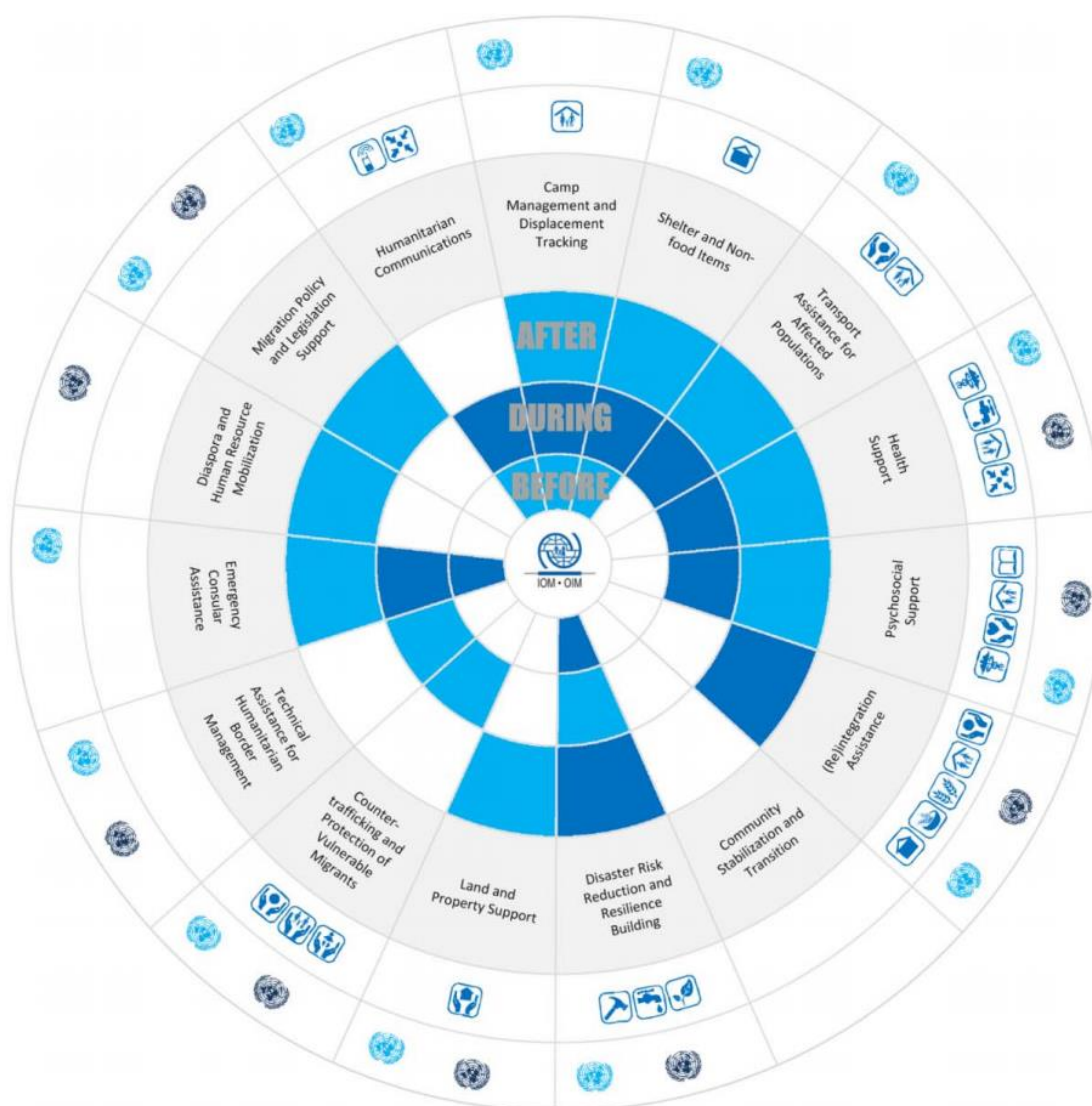 Camp
Management and
Displacement
Tracking
Shelter and Non-
food Items
Transport
Assistance for
Affected
Populations
Health
Support
Psychosocial
Support
(Re)integration
Assistance
Community
Stabilization and
Transition
Disaster Risk
Reduction and
Resilience
Building
Land and
Property Support
Counter-
trafficking and
Protection of
Vulnerable
Migrants
Technical
Assistance for
Humanitarian
Border
Management
Emergency
Consular
Assistance
Diaspora and
Human Resource
Mobilization
Migration Policy
and Legislation
Support
Humanitarian
Communications
AFTER
DURING
BEFORE
IOM • OIM